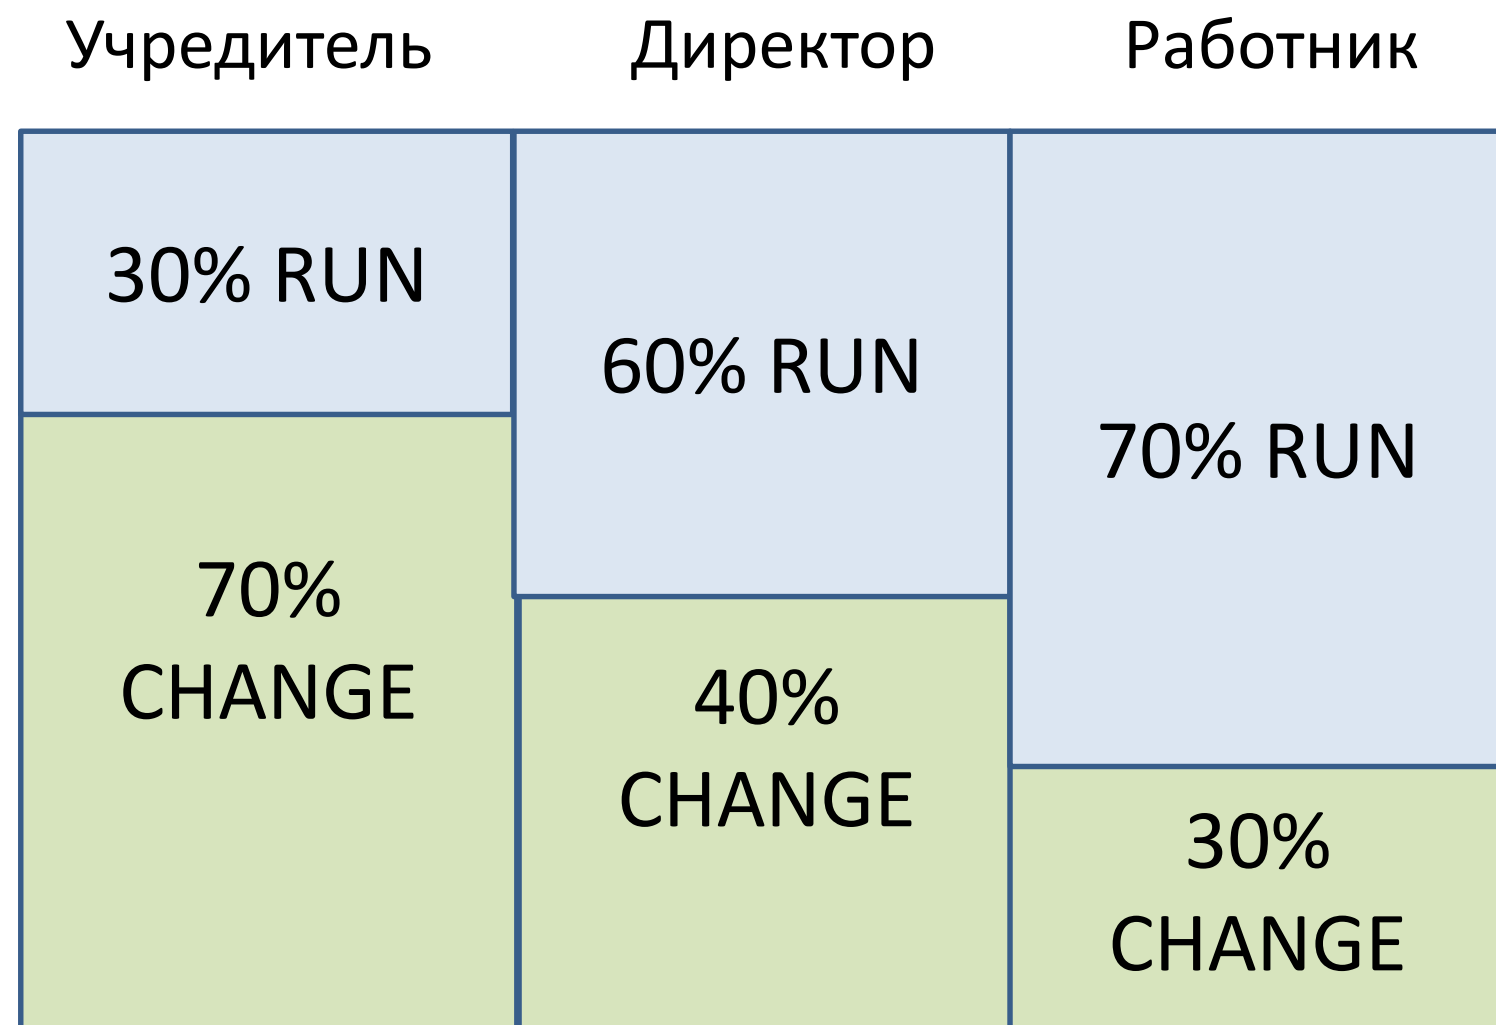 Учредитель
Директор
Работник
30% RUN
70%
CHANGE
60% RUN
40%
CHANGE
70% RUN
30%
CHANGE